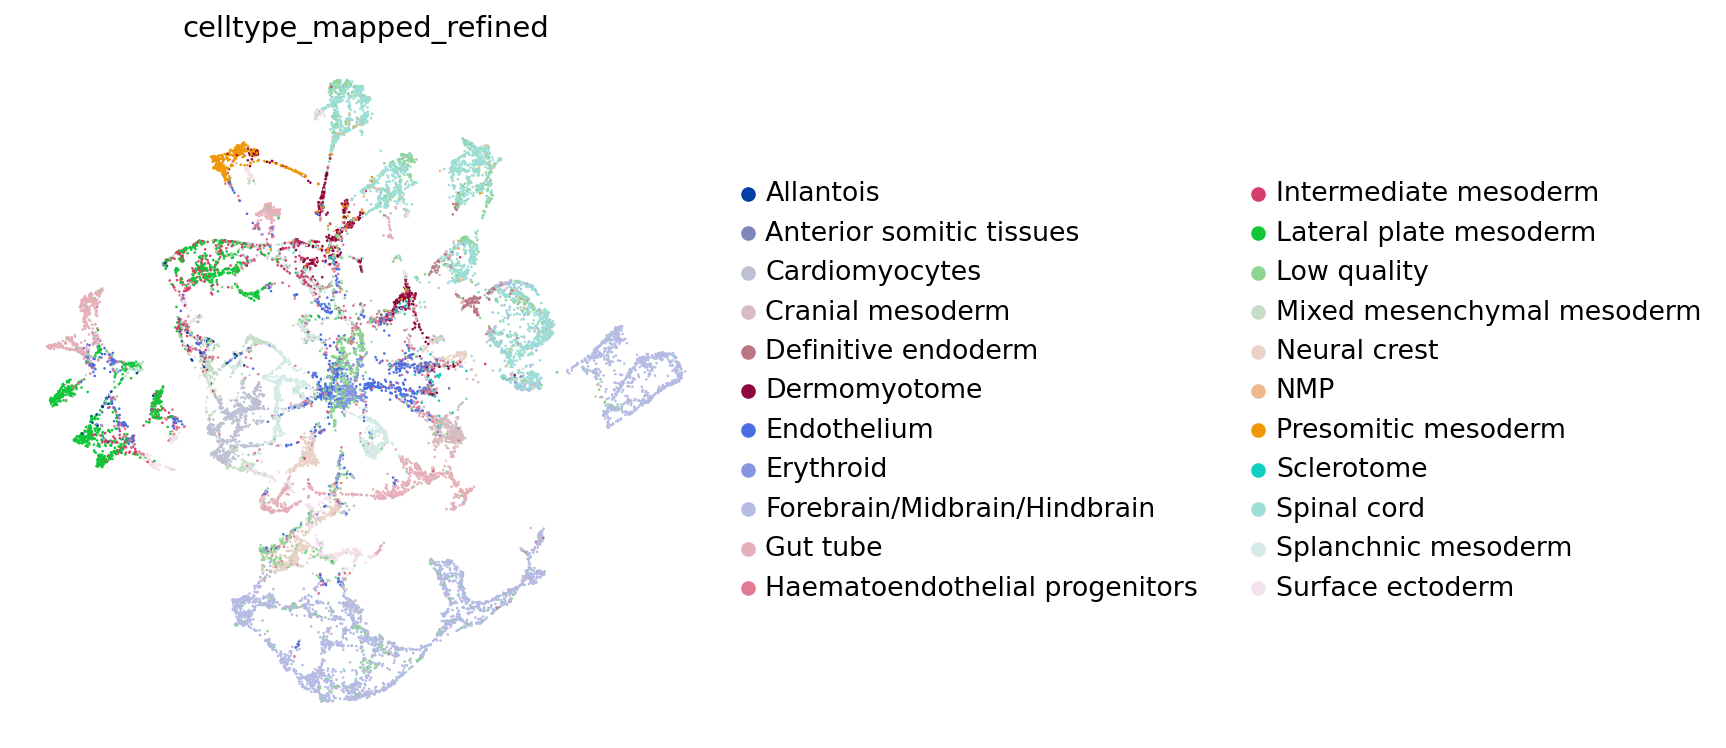 celltype_mapped_refined
Allantois
Anterior somitic tissues
Cardiomyocytes
Cranial mesoderm
Definitive endoderm
Dermomyotome
Endothelium
Erythroid
Forebrain/Midbrain/Hindbrain
Gut tube
Haematoendothelial progenitors
Intermediate mesoderm
Lateral plate mesoderm
Low quality
Mixed mesenchymal mesoderm
Neural crest
NMP
Presomitic mesoderm
Sclerotome
Spinal cord
Splanchnic mesoderm
Surface ectoderm